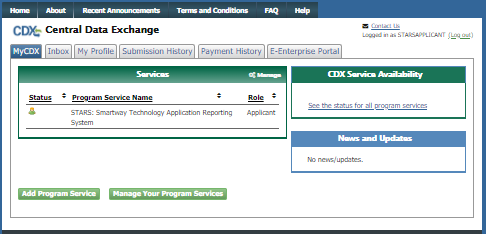 Home About Recent Announcements Terms and Conditions FAQ Help
CDX Central Data Exchange
Contact Us
Logged in as STARSAPPLICANT (Log out)
MyCDX Inbox My Profile Submission History Payment History E-Enterprise Portal
Services Manage
Status Program Service Name Role
STARS: Smartway Technology Application Reporting System Applicant
CDX Service Availability
See the status for all program services
News and Updates
No news/updates.
Add Program Service Manage Your Program Services